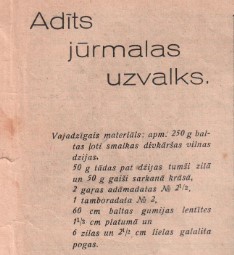 Adīts
jūrmalas
uzvalks.
Vajadzīgais materiāls: apm. 250 g bal-
tas ļoti smalkas divkāršas vilnas
dzijas,
50 g tādas pat dzijas tumši zilā
un 50 g gaiši sarkanā krāsā,
2 garas adāmadatas № 2½,
1 tamboradata № 2,
60 cm baltas gumijas lentītes
1½ cm platumā un
6 zilas un 2½ cm lielas galalita
pogas.